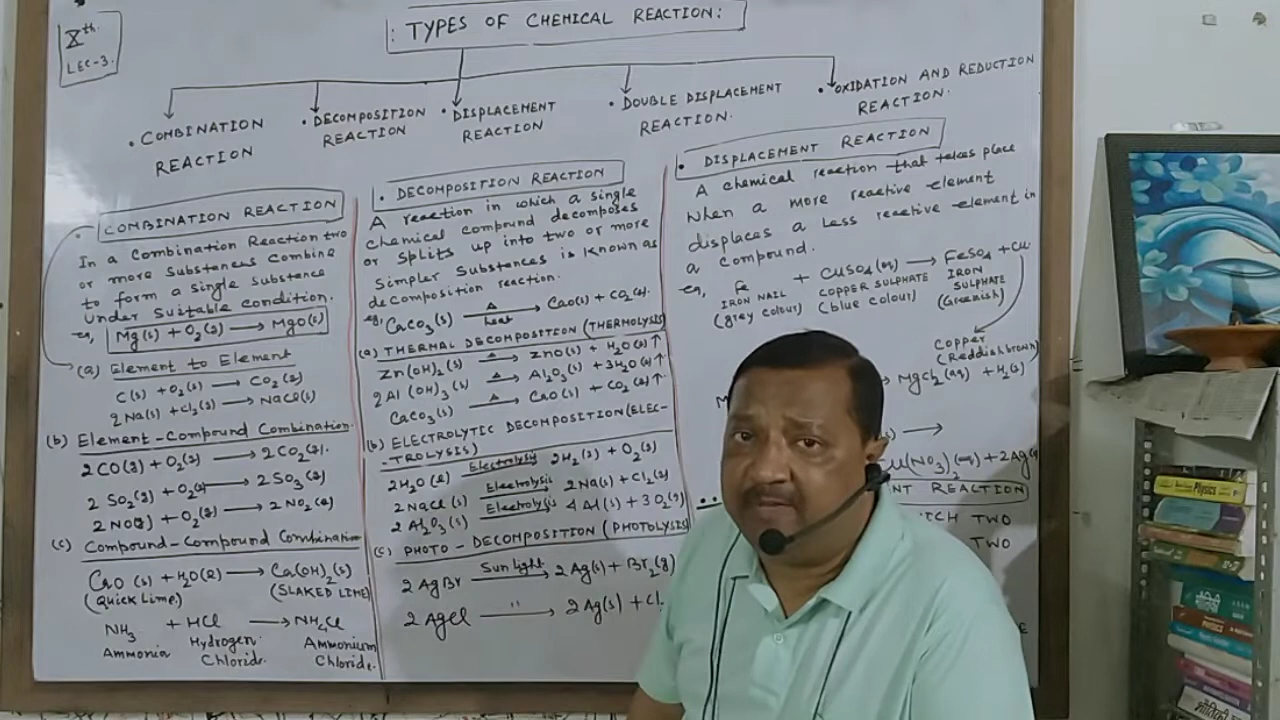 Xth
LEC-3.
: TYPES OF CHEMICAL REACTION:
• COMBINATION
REACTION
• DECOMPOSITION
REACTION
• DISPLACEMENT
REACTION
• DOUBLE DISPLACEMENT
REACTION.
• OXIDATION AND REDUCTION
REACTION.
COMBINATION REACTION
In a Combination Reaction two
or more substances combine
to form a single substance
under suitable condition.
eg, Mg(s) + O2(g) → MgO(s)
(a) Element to Element
C(s) + O2(g) → CO2(g)
2Na(s) + Cl2(g) → NaCl(s)
(b) Element-Compound Combination.
2CO(g) + O2(g) → 2CO2(g).
2SO2(g) + O2(g) → 2SO3(g)
2NO(g) + O2(g) → 2NO2(g)
(c) Compound-Compound Combination
CaO (s) + H2O(l) → Ca(OH)2(s)
(Quick Lime) (SLAKED LIME)
NH3 + HCl → NH4Cl
Ammonia Hydrogen Ammonium
Chloride. Chloride.
• DECOMPOSITION REACTION
A reaction in which a single
chemical compound decomposes
or splits up into two or more
simpler substances is known as
decomposition reaction.
eg, CaCO3(s) △ heat → CaO(s) + CO2(g).
(a) THERMAL DECOMPOSITION (THERMOLYSIS)
Zn(OH)2(s) △ → ZnO(s) + H2O(g)↑
2Al(OH)3(s) △ → Al2O3(s) + 3H2O(g)↑
CaCO3(s) △ → CaO(s) + CO2(g)↑
(b) ELECTROLYTIC DECOMPOSITION (ELEC-
-TROLYSIS)
2H2O(l) Electrolysis 2H2(g) + O2(g)
2NaCl(s) Electrolysis 2Na(s) + Cl2(g)
2Al2O3(s) Electrolysis 4Al(s) + 3O2(g)
(c) PHOTO-DECOMPOSITION (PHOTOLYSIS)
2AgBr Sunlight → 2Ag(s) + Br2(g)
2AgCl " → 2Ag(s) + Cl
• DISPLACEMENT REACTION
A chemical reaction that takes place
when a more reactive element
displaces a less reactive element in
a compound.
eg, Fe + CuSO4(aq) → FeSO4 + Cu
IRON NAIL COPPER SULPHATE IRON SULPHATE
(grey colour) (blue colour) (Greenish)
Copper
(Reddish brown)
→ MgCl2(aq) + H2(g)
→
(NO3)2(aq) + 2Ag
REACTION
TWO
TWO
Physics
PHYSICS